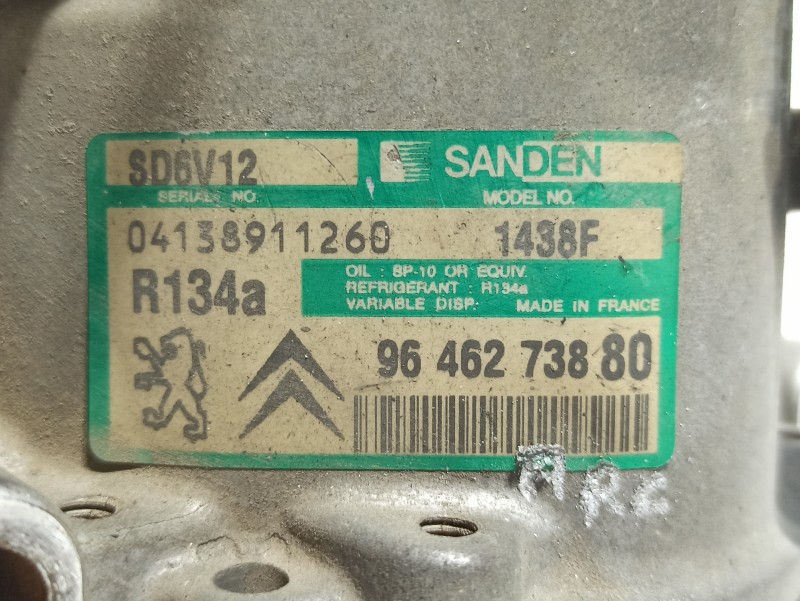 SD6V12 SANDEN
SERIAL NO. MODEL NO.
04138911260 1438F
R134a
OIL : SP-10 OR EQUIV.
REFRIGERANT : R134a
VARIABLE DISP. MADE IN FRANCE
96 462 738 80
ARC